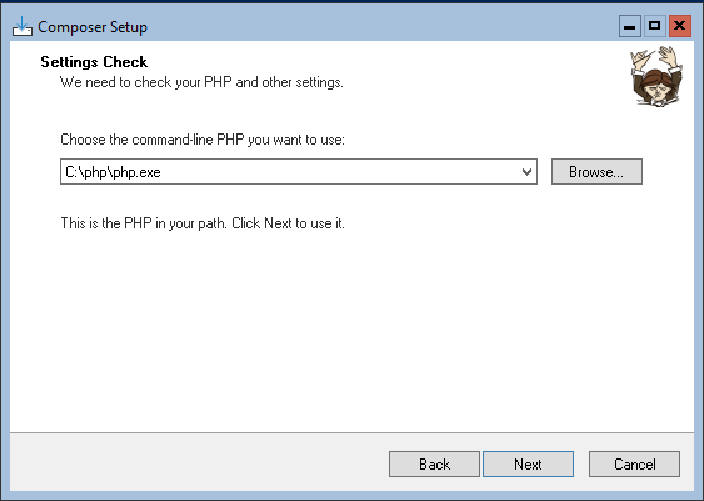 Composer Setup
Settings Check
We need to check your PHP and other settings.
Choose the command-line PHP you want to use:
C:\php\php.exe
Browse...
This is the PHP in your path. Click Next to use it.
Back
Next
Cancel